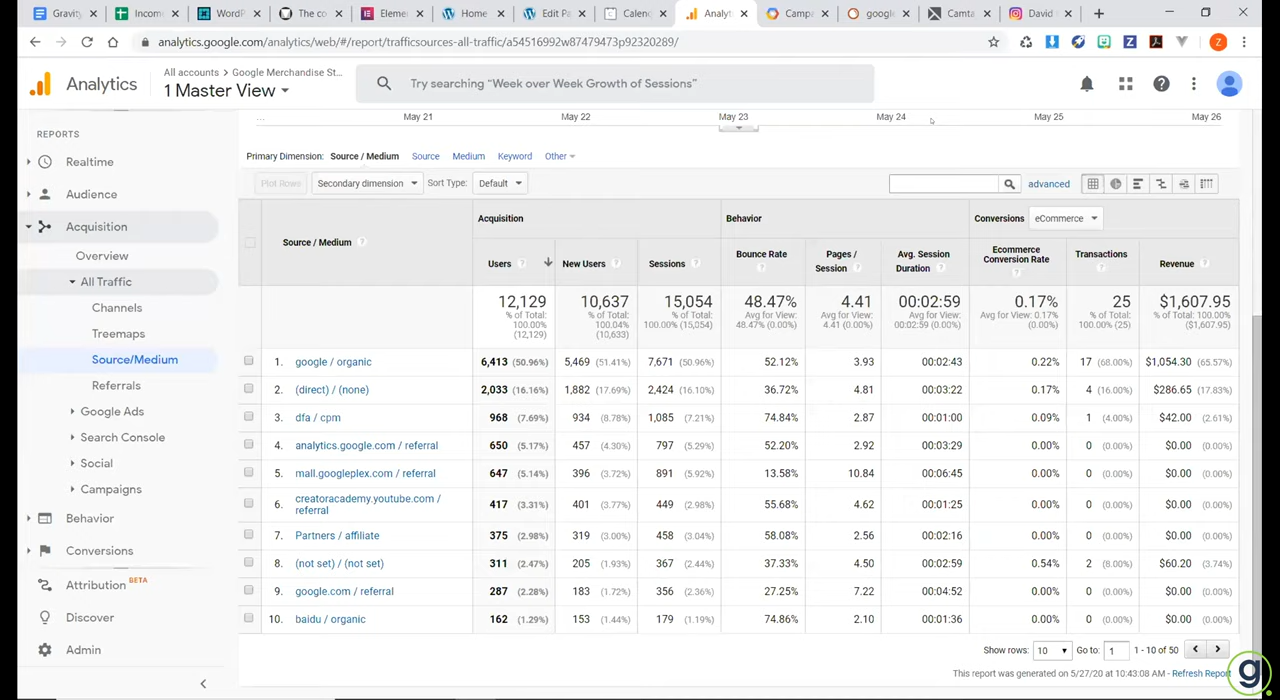 Gravity
Incom
WordP
The co
Eleme
Home
Edit Pa
Calenc
Analyt
Campa
google
Camta
David
analytics.google.com/analytics/web/#/report/trafficsources-all-traffic/a54516992w87479473p92320289/
Z
Z
Analytics
All accounts > Google Merchandise St...
1 Master View
Try searching “Week over Week Growth of Sessions”
REPORTS
Realtime
Audience
Acquisition
Overview
All Traffic
Channels
Treemaps
Source/Medium
Referrals
Google Ads
Search Console
Social
Campaigns
Behavior
Conversions
Attribution BETA
Discover
Admin
... May 21 May 22 May 23 May 24 May 25 May 26
Primary Dimension: Source / Medium Source Medium Keyword Other
Plot Rows Secondary dimension Sort Type: Default advanced
Source / Medium ? Acquisition Behavior Conversions eCommerce
Users ? New Users ? Sessions ? Bounce Rate ? Pages / Session ? Avg. Session Duration ? Ecommerce Conversion Rate ? Transactions ? Revenue ?
12,129 10,637 15,054 48.47% 4.41 00:02:59 0.17% 25 $1,607.95
% of Total: 100.00% (12,129) % of Total: 100.04% (10,633) % of Total: 100.00% (15,054) Avg for View: 48.47% (0.00%) Avg for View: 4.41 (0.00%) Avg for View: 00:02:59 (0.00%) Avg for View: 0.17% (0.00%) % of Total: 100.00% (25) % of Total: 100.00% ($1,607.95)
1. google / organic 6,413 (50.96%) 5,469 (51.41%) 7,671 (50.96%) 52.12% 3.93 00:02:43 0.22% 17 (68.00%) $1,054.30 (65.57%)
2. (direct) / (none) 2,033 (16.16%) 1,882 (17.69%) 2,424 (16.10%) 36.72% 4.81 00:03:22 0.17% 4 (16.00%) $286.65 (17.83%)
3. dfa / cpm 968 (7.69%) 934 (8.78%) 1,085 (7.21%) 74.84% 2.87 00:01:00 0.09% 1 (4.00%) $42.00 (2.61%)
4. analytics.google.com / referral 650 (5.17%) 457 (4.30%) 797 (5.29%) 52.20% 2.92 00:03:29 0.00% 0 (0.00%) $0.00 (0.00%)
5. mall.googleplex.com / referral 647 (5.14%) 396 (3.72%) 891 (5.92%) 13.58% 10.84 00:06:45 0.00% 0 (0.00%) $0.00 (0.00%)
6. creatoracademy.youtube.com / referral 417 (3.31%) 401 (3.77%) 449 (2.98%) 55.68% 4.62 00:01:25 0.00% 0 (0.00%) $0.00 (0.00%)
7. Partners / affiliate 375 (2.98%) 319 (3.00%) 458 (3.04%) 58.08% 2.56 00:02:16 0.00% 0 (0.00%) $0.00 (0.00%)
8. (not set) / (not set) 311 (2.47%) 205 (1.93%) 367 (2.44%) 37.33% 4.50 00:02:59 0.54% 2 (8.00%) $60.20 (3.74%)
9. google.com / referral 287 (2.28%) 183 (1.72%) 356 (2.36%) 27.25% 7.22 00:04:52 0.00% 0 (0.00%) $0.00 (0.00%)
10. baidu / organic 162 (1.29%) 153 (1.44%) 179 (1.19%) 74.86% 2.10 00:01:36 0.00% 0 (0.00%) $0.00 (0.00%)
Show rows: 10 Go to: 1 1 - 10 of 50
This report was generated on 5/27/20 at 10:43:08 AM - Refresh Report
g